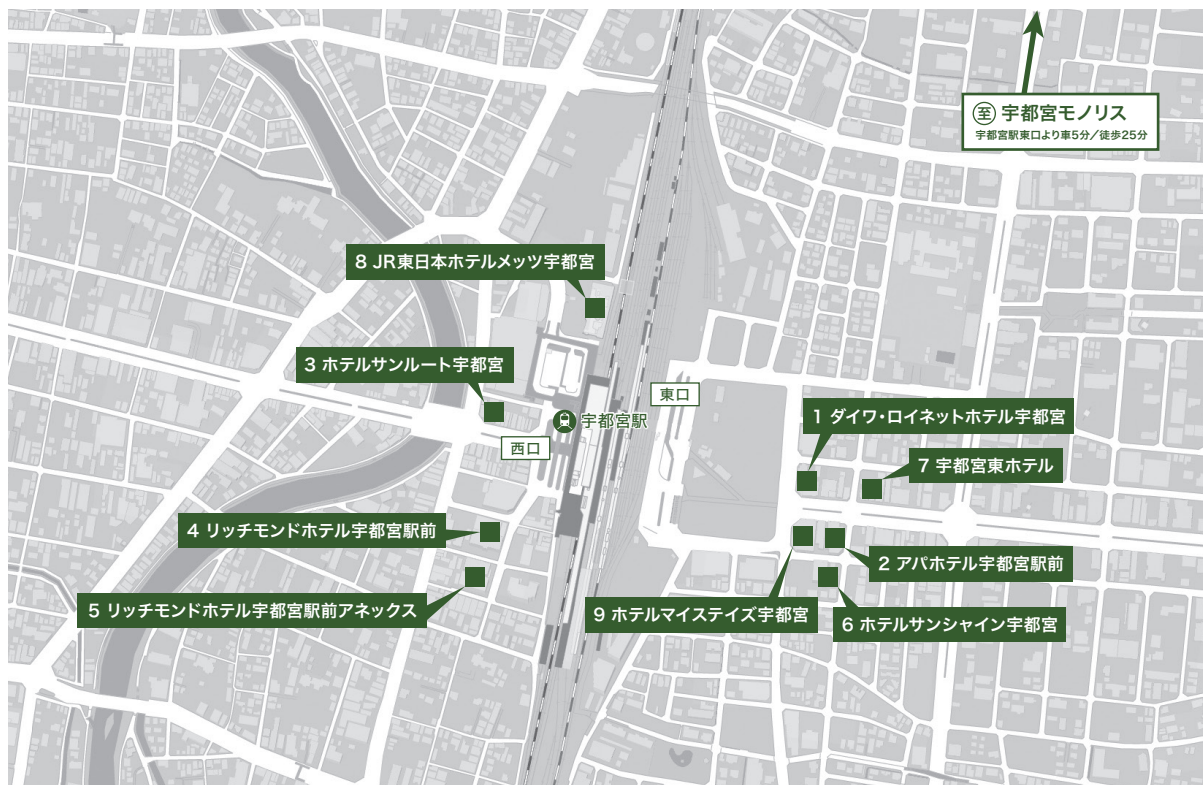 至 宇都宮モノリス
宇都宮駅東口より車5分／徒歩25分
8 JR東日本ホテルメッツ宇都宮
3 ホテルサンルート宇都宮
東口
宇都宮駅
西口
1 ダイワ・ロイネットホテル宇都宮
7 宇都宮東ホテル
4 リッチモンドホテル宇都宮駅前
2 アパホテル宇都宮駅前
5 リッチモンドホテル宇都宮駅前アネックス
9 ホテルマイステイズ宇都宮
6 ホテルサンシャイン宇都宮